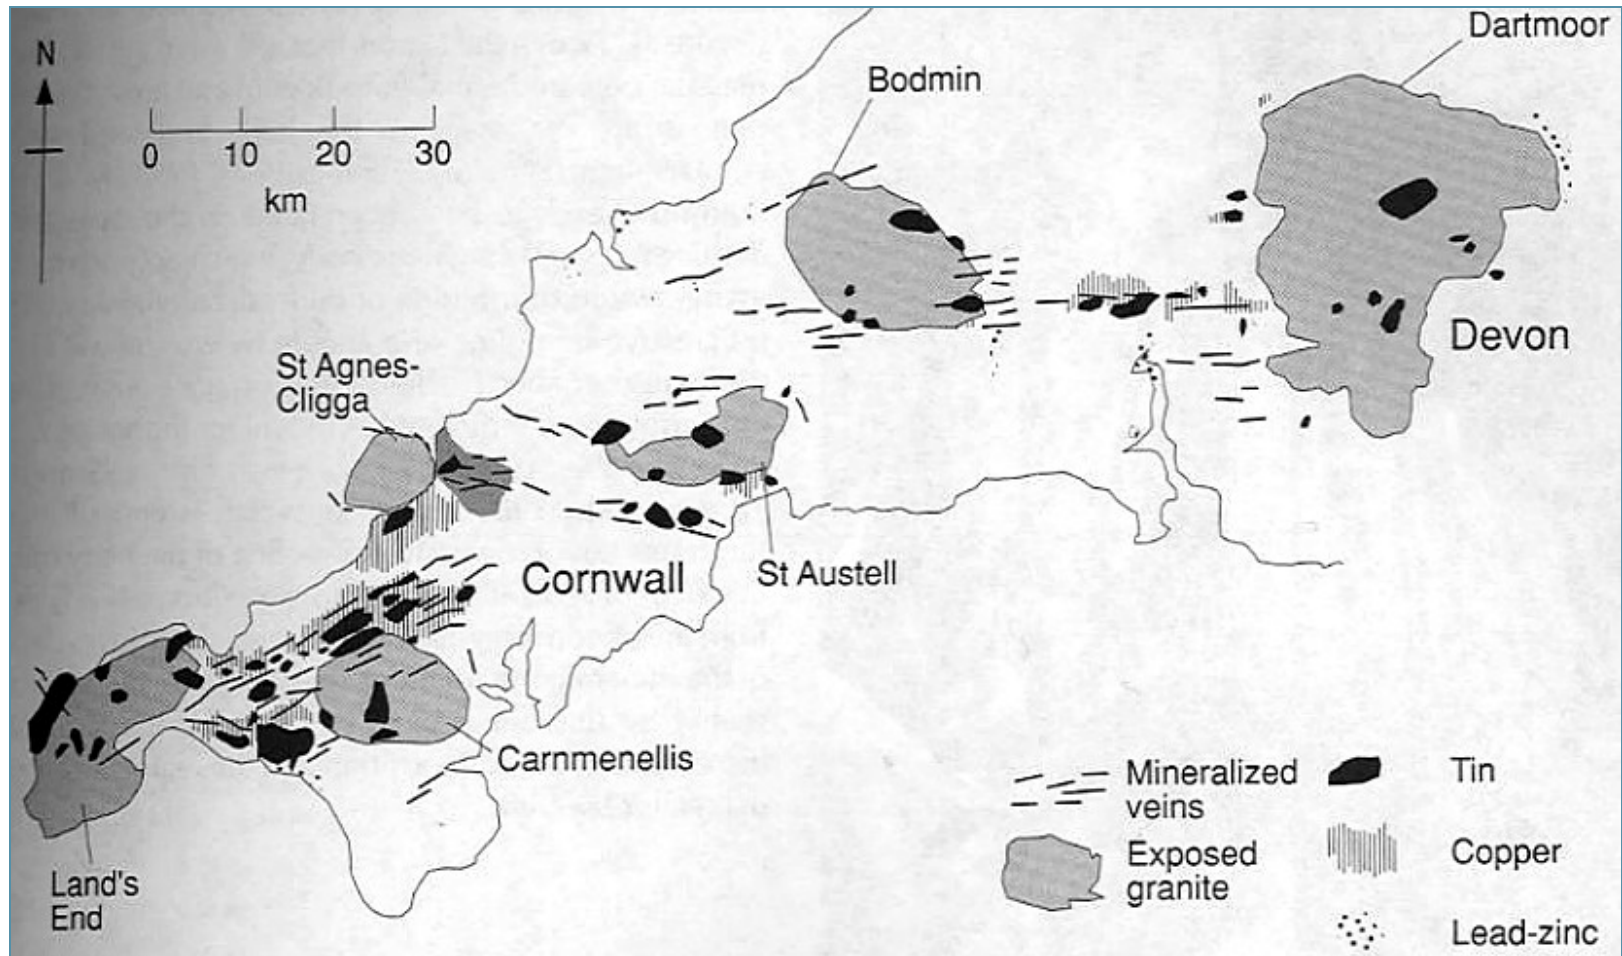 Dartmoor
N
Bodmin
0 10 20 30
km
Devon
St Agnes-
Cligga
Cornwall
St Austell
Carnmenellis
Mineralized
veins
Tin
Exposed
granite
Copper
Land's
End
Lead-zinc